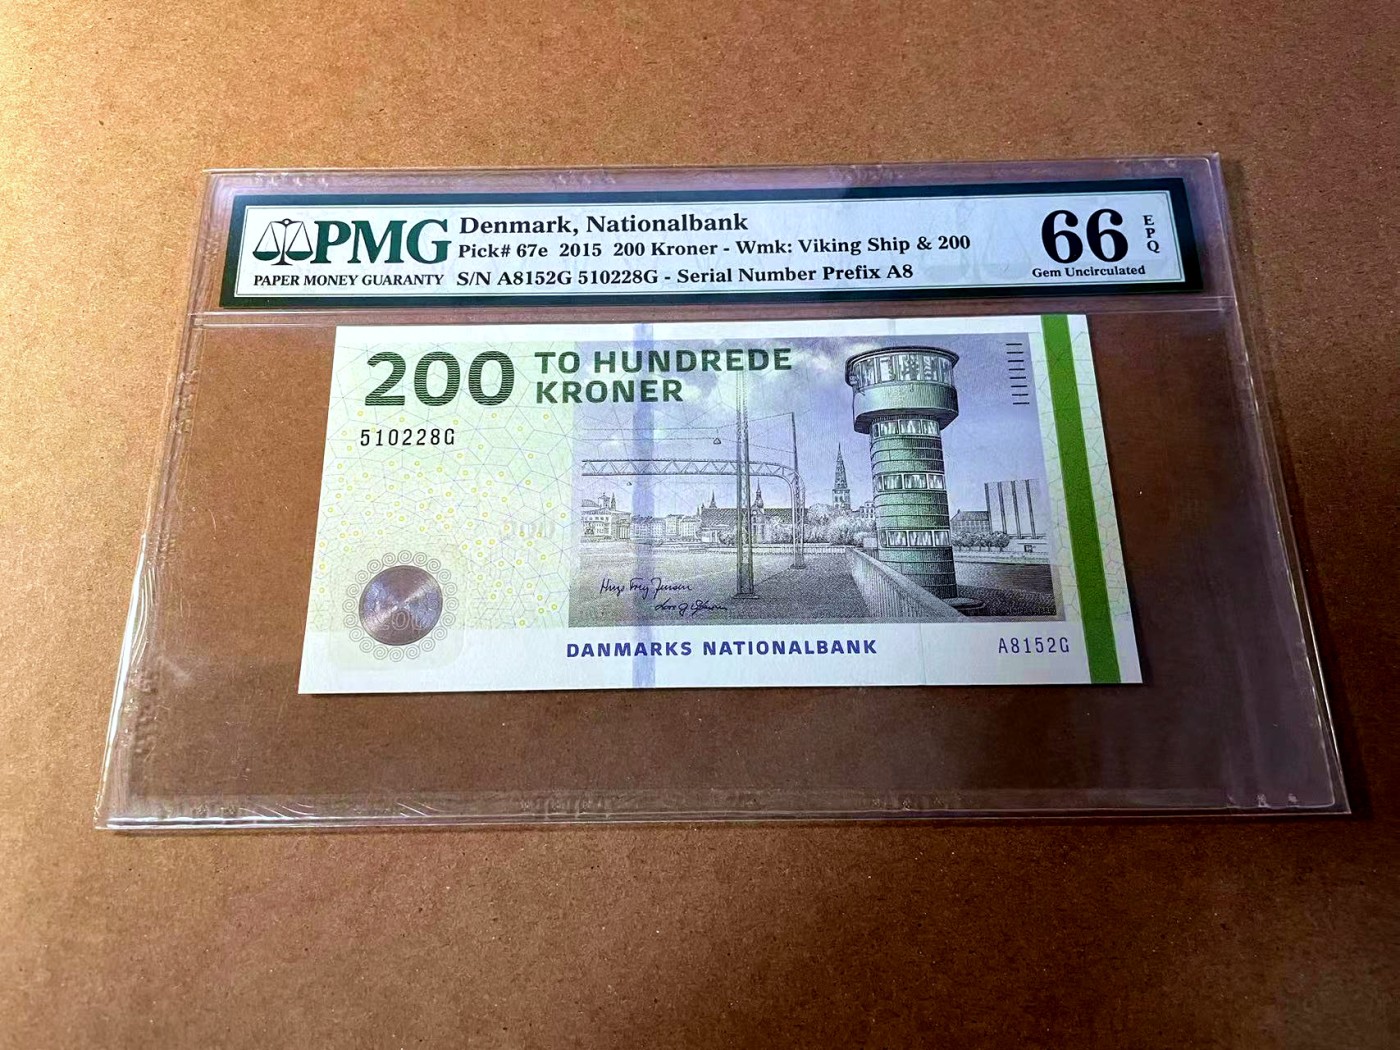 PMG
PAPER MONEY GUARANTY
Denmark, Nationalbank
Pick# 67e 2015 200 Kroner - Wmk: Viking Ship & 200
S/N A8152G 510228G - Serial Number Prefix A8
66
EPQ
Gem Uncirculated
200 TO HUNDREDE
KRONER
510228G
DANMARKS NATIONALBANK
A8152G